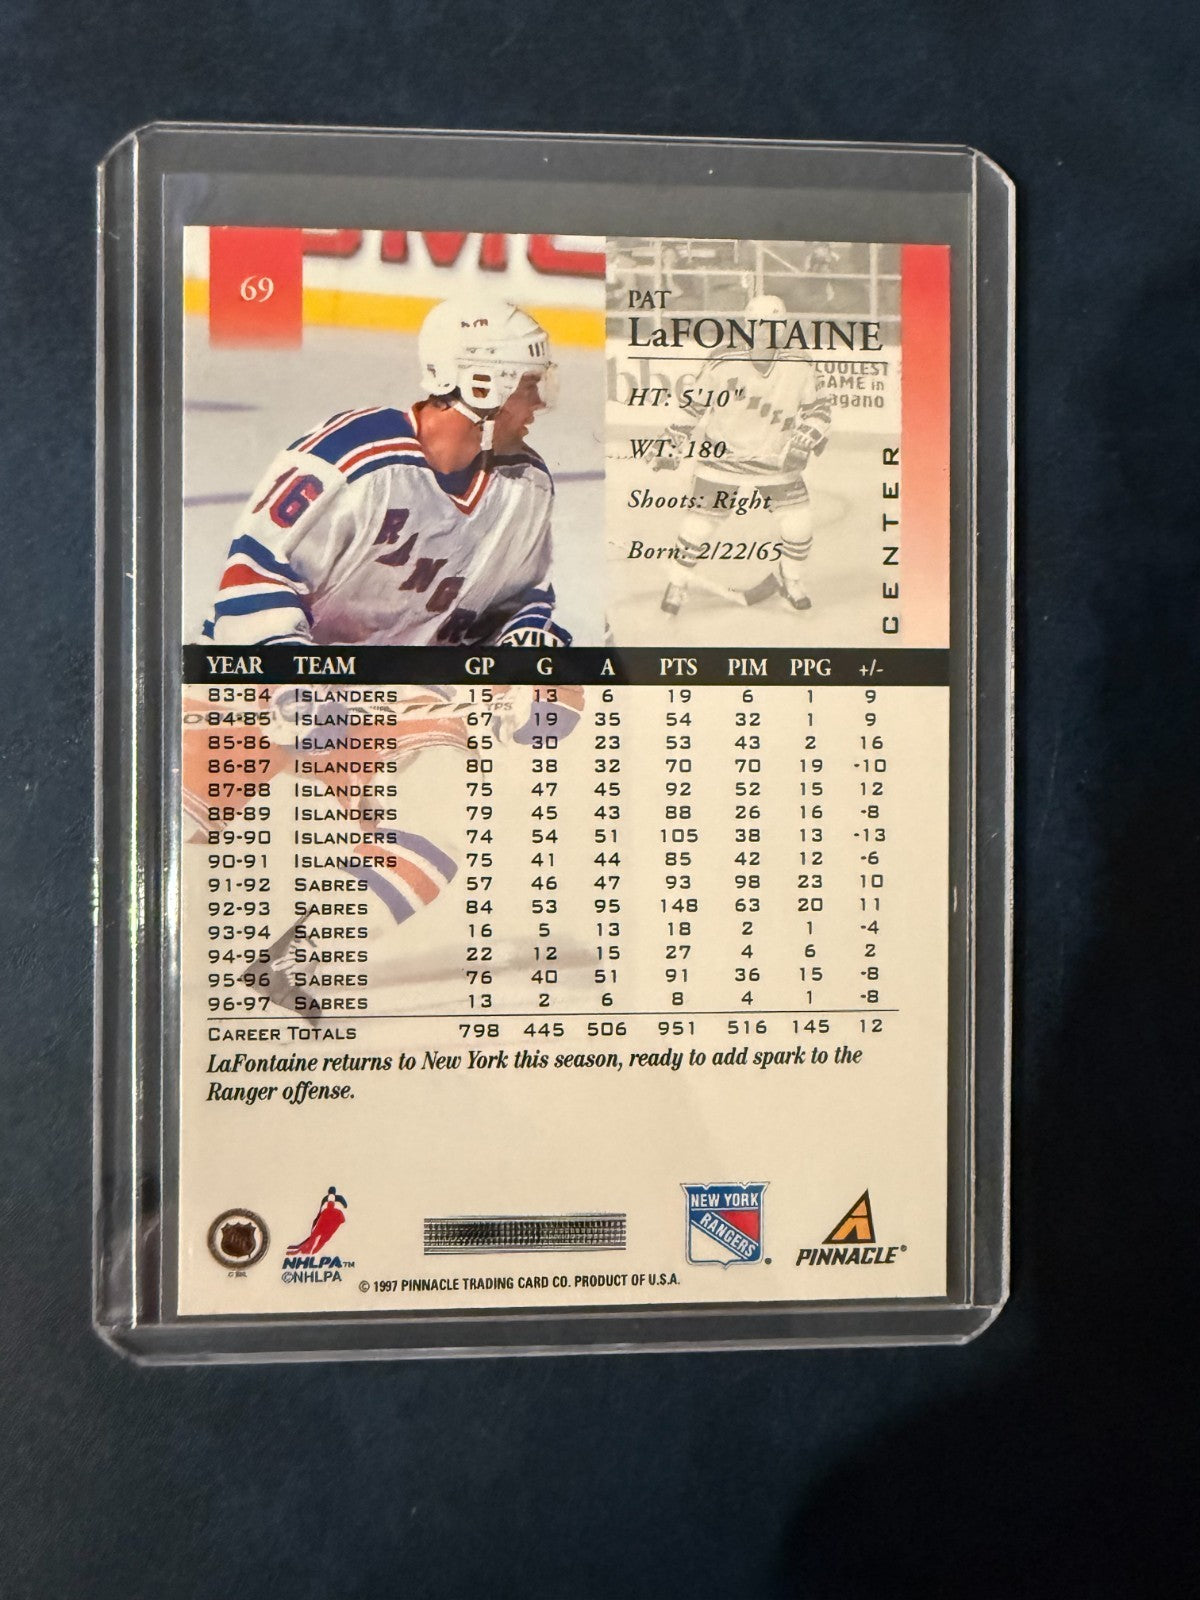 69
PAT
LaFONTAINE
HT: 5'10"
WT: 180
Shoots: Right
Born: 2/22/65
COOLEST
GAME in
agano
CENTER
16
RANG
SVILL
YEAR TEAM GP G A PTS PIM PPG +/-
83-84 ISLANDERS 15 13 6 19 6 1 9
84-85 ISLANDERS 67 19 35 54 32 1 9
85-86 ISLANDERS 65 30 23 53 43 2 16
86-87 ISLANDERS 80 38 32 70 70 19 -10
87-88 ISLANDERS 75 47 45 92 52 15 12
88-89 ISLANDERS 79 45 43 88 26 16 -8
89-90 ISLANDERS 74 54 51 105 38 13 -13
90-91 ISLANDERS 75 41 44 85 42 12 -6
91-92 SABRES 57 46 47 93 98 23 10
92-93 SABRES 84 53 95 148 63 20 11
93-94 SABRES 16 5 13 18 2 1 -4
94-95 SABRES 22 12 15 27 4 6 2
95-96 SABRES 76 40 51 91 36 15 -8
96-97 SABRES 13 2 6 8 4 1 -8
CAREER TOTALS 798 445 506 951 516 145 12
LaFontaine returns to New York this season, ready to add spark to the
Ranger offense.
NHLPA™
©NHLPA
NEW YORK
RANGERS
PINNACLE®
© 1997 PINNACLE TRADING CARD CO. PRODUCT OF U.S.A.